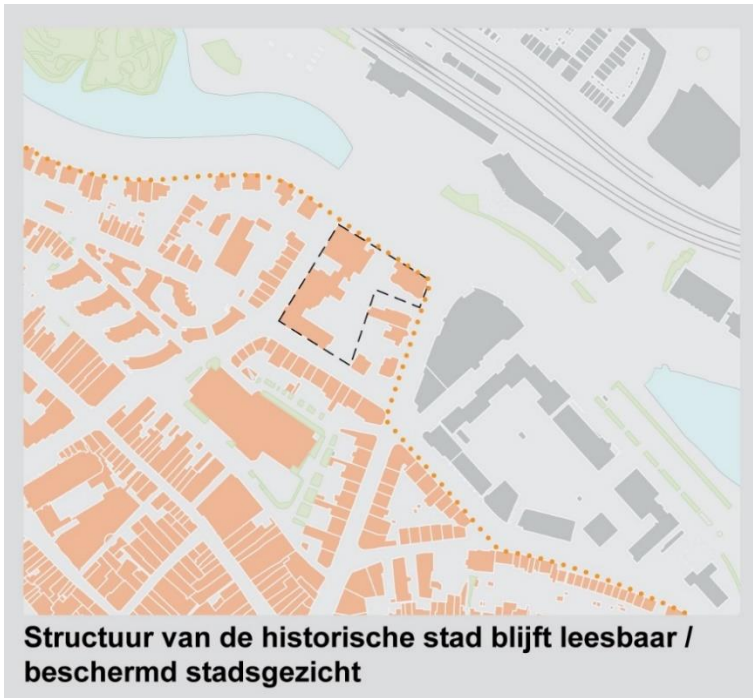 Structuur van de historische stad blijft leesbaar /
beschermd stadsgezicht